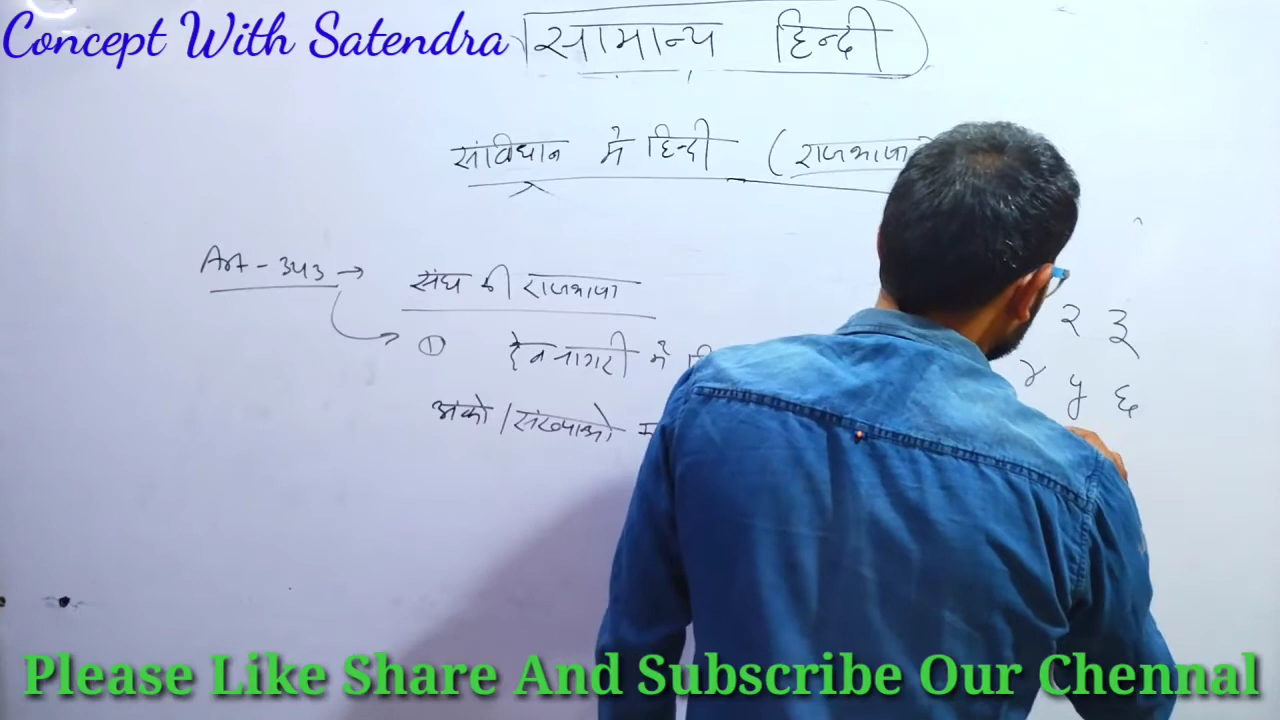 Concept With Satendra
सामान्य हिन्दी
संविधान मे हिन्दी (राजभाषा
Art - 343 → संघ की राजभाषा
① देवनागरी मे
२ ३
४ ५ ६
अंको / संख्याओ
Please Like Share And Subscribe Our Chennal